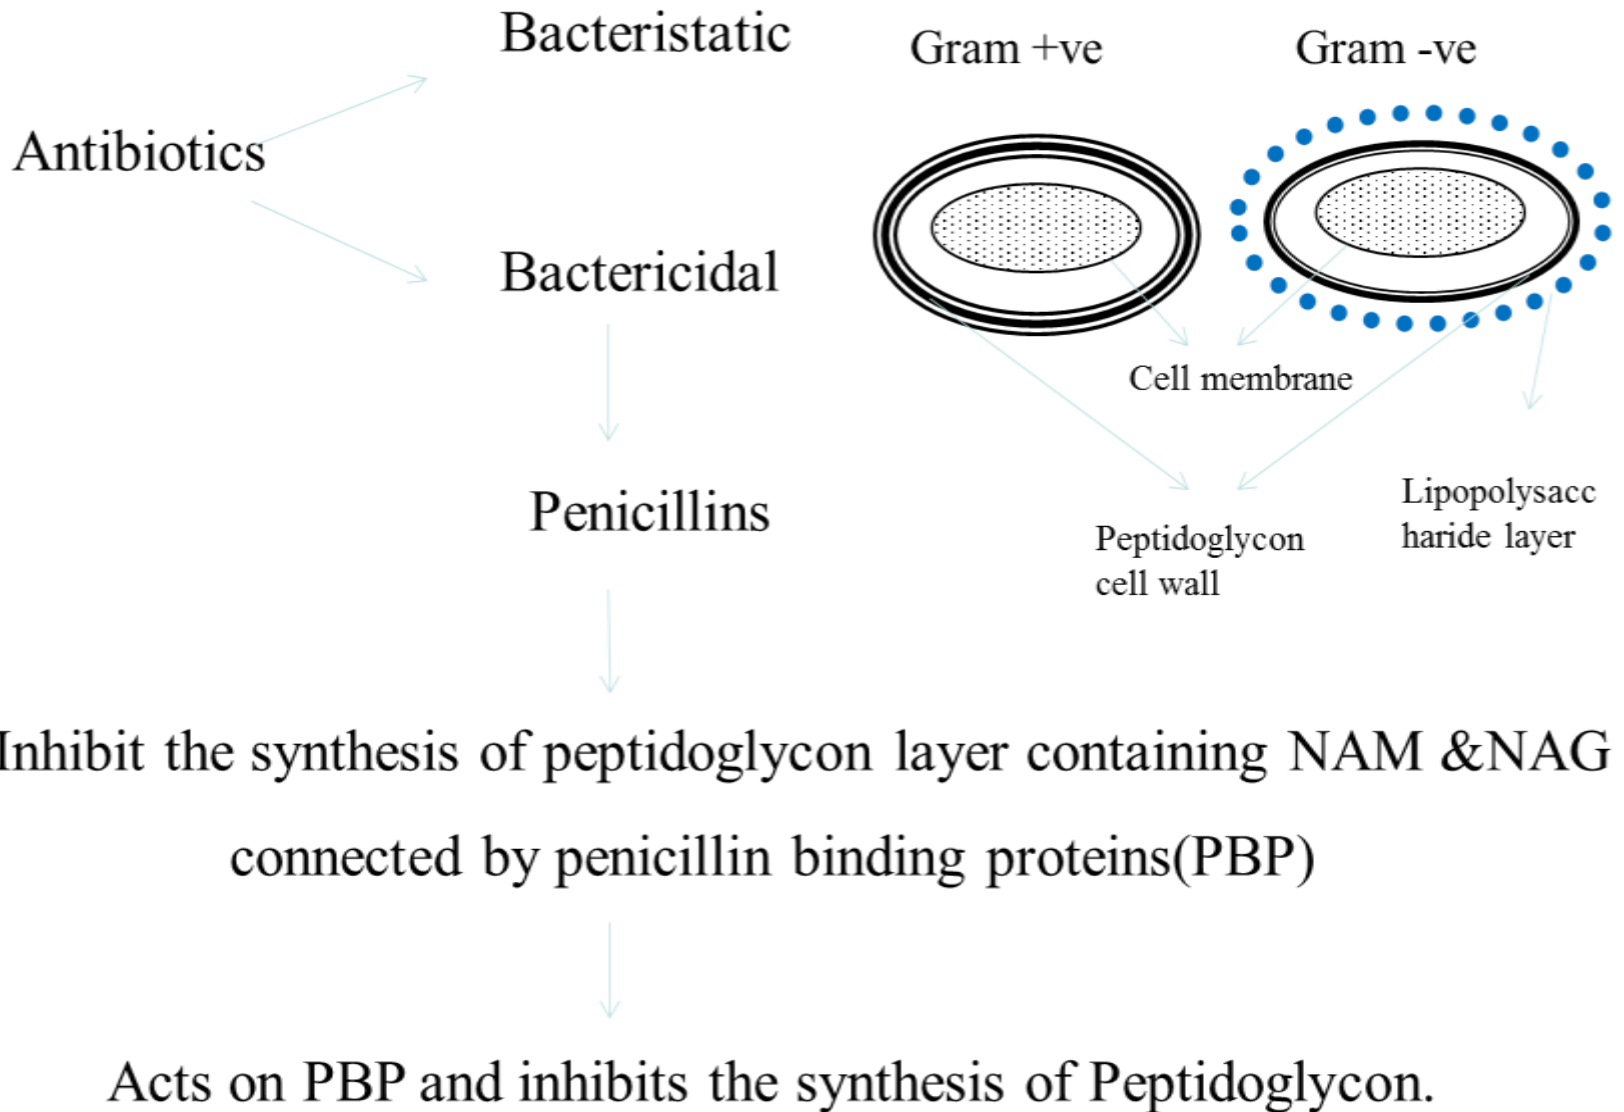 Bacteristatic
Gram +ve
Gram -ve
Antibiotics
Bactericidal
Cell membrane
Penicillins
Lipopolysacc
haride layer
Peptidoglycon
cell wall
Inhibit the synthesis of peptidoglycon layer containing NAM &NAG
connected by penicillin binding proteins(PBP)
Acts on PBP and inhibits the synthesis of Peptidoglycon.